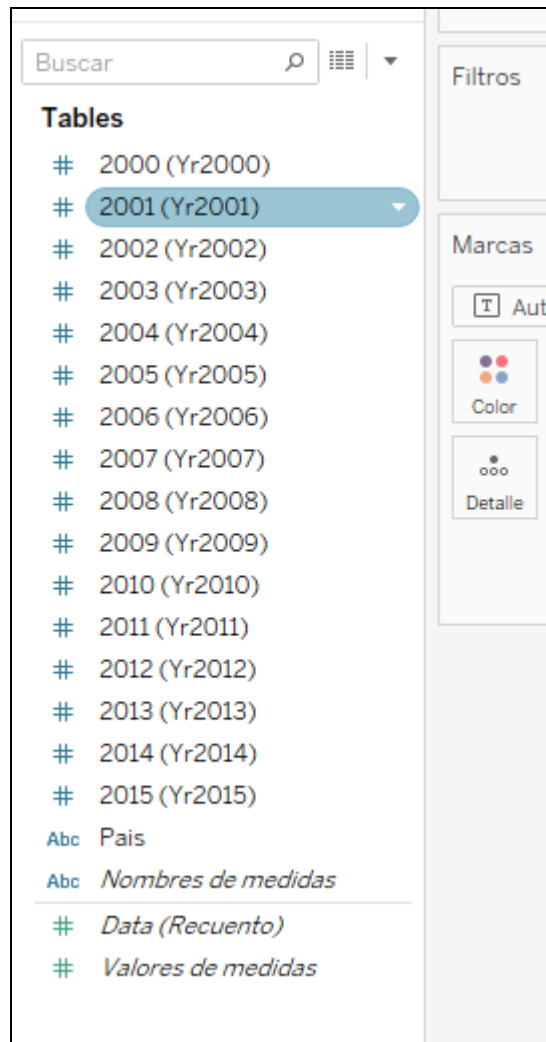 Buscar
Tables
# 2000 (Yr2000)
# 2001 (Yr2001)
# 2002 (Yr2002)
# 2003 (Yr2003)
# 2004 (Yr2004)
# 2005 (Yr2005)
# 2006 (Yr2006)
# 2007 (Yr2007)
# 2008 (Yr2008)
# 2009 (Yr2009)
# 2010 (Yr2010)
# 2011 (Yr2011)
# 2012 (Yr2012)
# 2013 (Yr2013)
# 2014 (Yr2014)
# 2015 (Yr2015)
Abc Pais
Abc Nombres de medidas
# Data (Recuento)
# Valores de medidas
Filtros
Marcas
T Aut
Color
Detalle